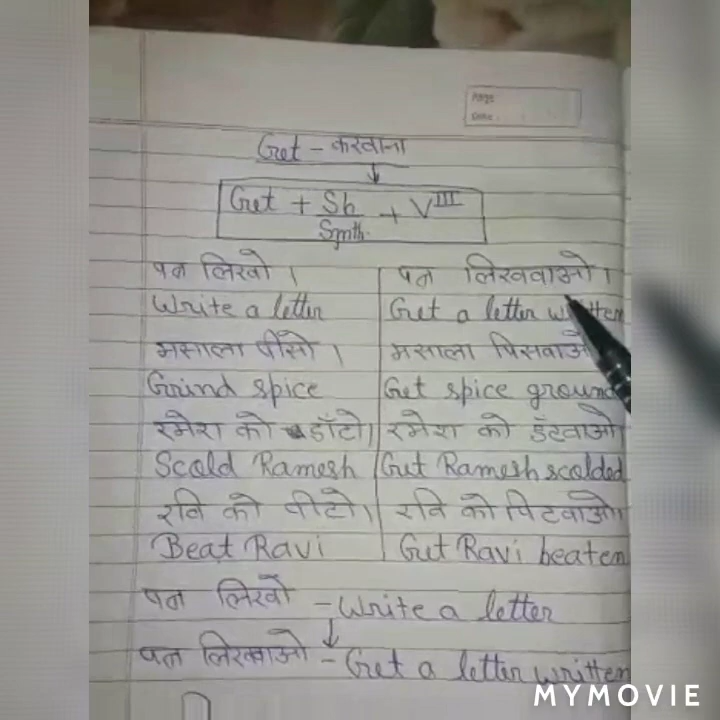 Page
Date
Get - करवाना
Get + Sb/Smth. + V III
पत्र लिखो । पत्र लिखवाओ ।
Write a letter Get a letter written
मसाला पीसो । मसाला पिसवाओ
Grind spice Get spice ground
रमेश को डाँटो । रमेश को डँटवाओ
Scold Ramesh Get Ramesh scolded
रवि को पीटो । रवि को पिटवाओ ।
Beat Ravi Get Ravi beaten
पत्र लिखो - Write a letter
पत्र लिखवाओ - Get a letter written
MYMOVIE